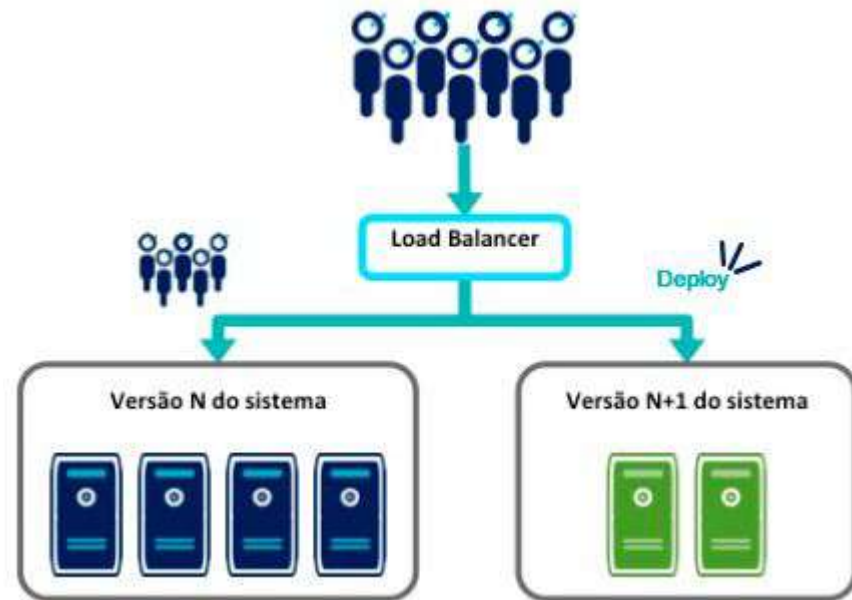 Load Balancer
Deploy
Versão N do sistema
Versão N+1 do sistema